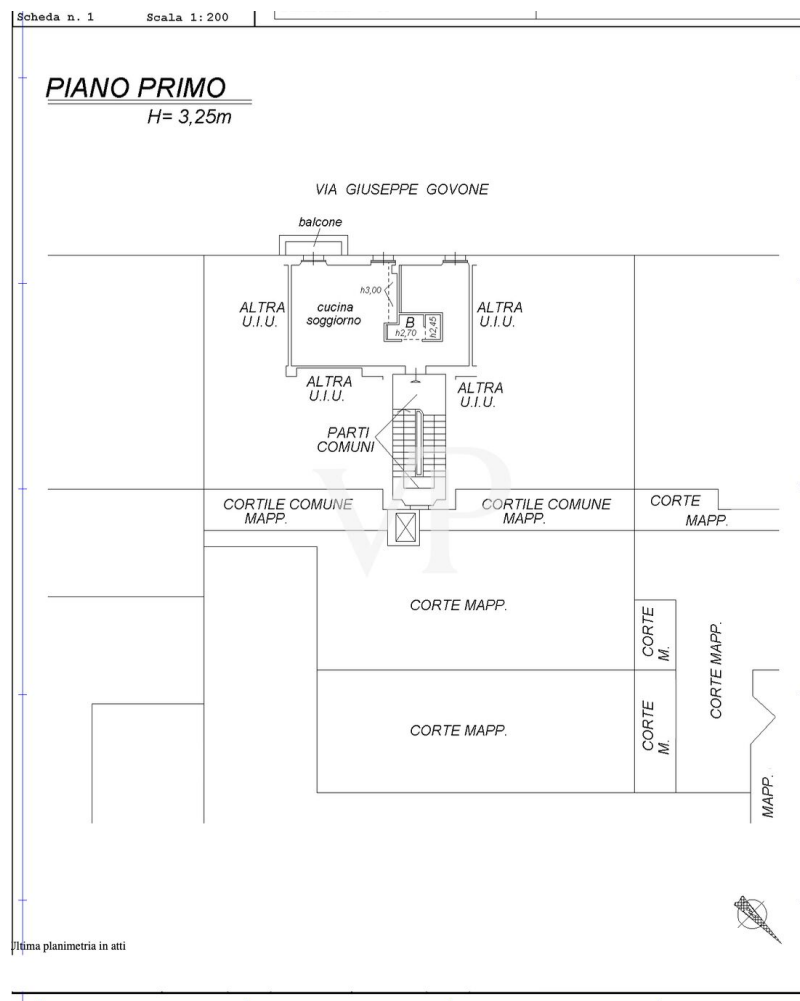 Scheda n. 1
Scala 1:200
PIANO PRIMO
H= 3,25m
VIA GIUSEPPE GOVONE
balcone
h3,00
ALTRA
U.I.U.
cucina
soggiorno
B
h2,70
h2,45
ALTRA
U.I.U.
ALTRA
U.I.U.
ALTRA
U.I.U.
PARTI
COMUNI
VP
CORTILE COMUNE
MAPP.
CORTILE COMUNE
MAPP.
CORTE
MAPP.
CORTE MAPP.
CORTE
M.
CORTE MAPP.
CORTE MAPP.
CORTE
M.
MAPP.
Ultima planimetria in atti